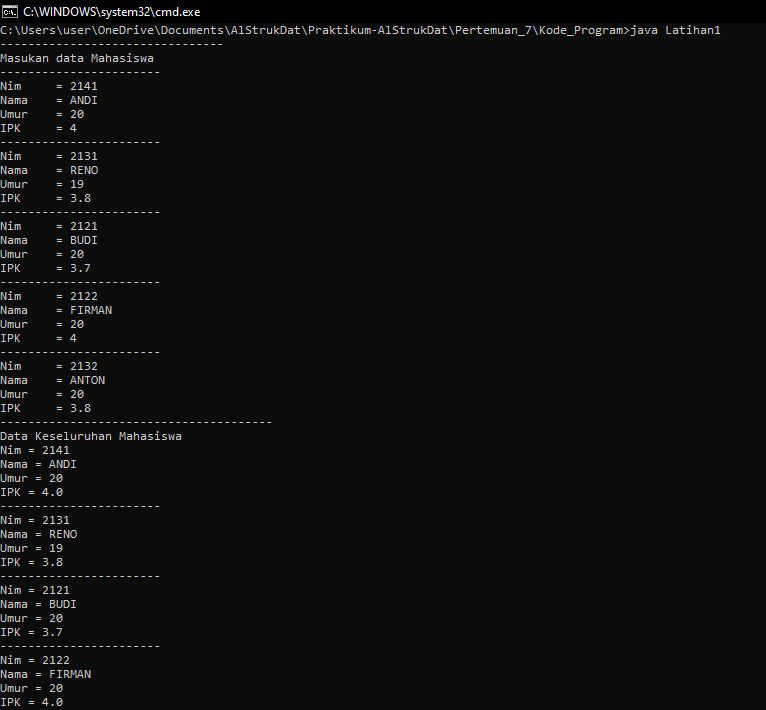 C:\WINDOWS\system32\cmd.exe
C:\Users\user\OneDrive\Documents\AlStrukDat\Praktikum-AlStrukDat\Pertemuan_7\Kode_Program>java Latihan1
--------------------------------
Masukan data Mahasiswa
-----------------------
Nim     = 2141
Nama    = ANDI
Umur    = 20
IPK     = 4
-----------------------
Nim     = 2131
Nama    = RENO
Umur    = 19
IPK     = 3.8
-----------------------
Nim     = 2121
Nama    = BUDI
Umur    = 20
IPK     = 3.7
-----------------------
Nim     = 2122
Nama    = FIRMAN
Umur    = 20
IPK     = 4
-----------------------
Nim     = 2132
Nama    = ANTON
Umur    = 20
IPK     = 3.8
---------------------------------------
Data Keseluruhan Mahasiswa
Nim = 2141
Nama = ANDI
Umur = 20
IPK = 4.0
-----------------------
Nim = 2131
Nama = RENO
Umur = 19
IPK = 3.8
-----------------------
Nim = 2121
Nama = BUDI
Umur = 20
IPK = 3.7
-----------------------
Nim = 2122
Nama = FIRMAN
Umur = 20
IPK = 4.0